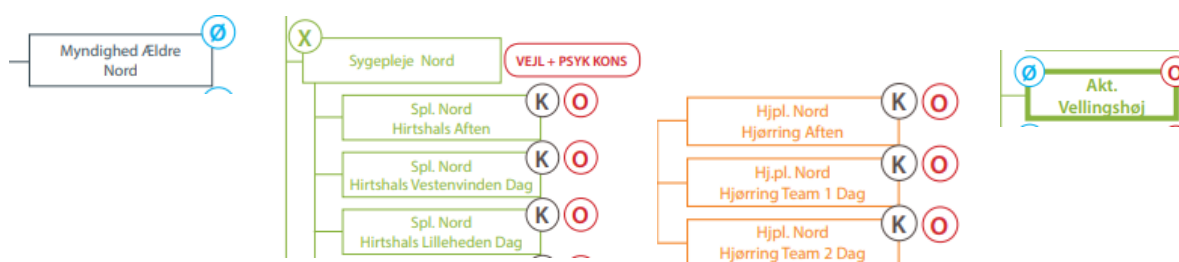 Ø
Myndighed Ældre
Nord
X
Sygepleje Nord
VEJL + PSYK KONS
K O
Spl. Nord
Hirtshals Aften
K O
Spl. Nord
Hirtshals Vestenvinden Dag
K O
Spl. Nord
Hirtshals Lilleheden Dag
K O
Hjpl. Nord
Hjørring Aften
K O
Hj.pl. Nord
Hjørring Team 1 Dag
K O
Hjpl. Nord
Hjørring Team 2 Dag
Ø O
Akt.
Vellingshøj